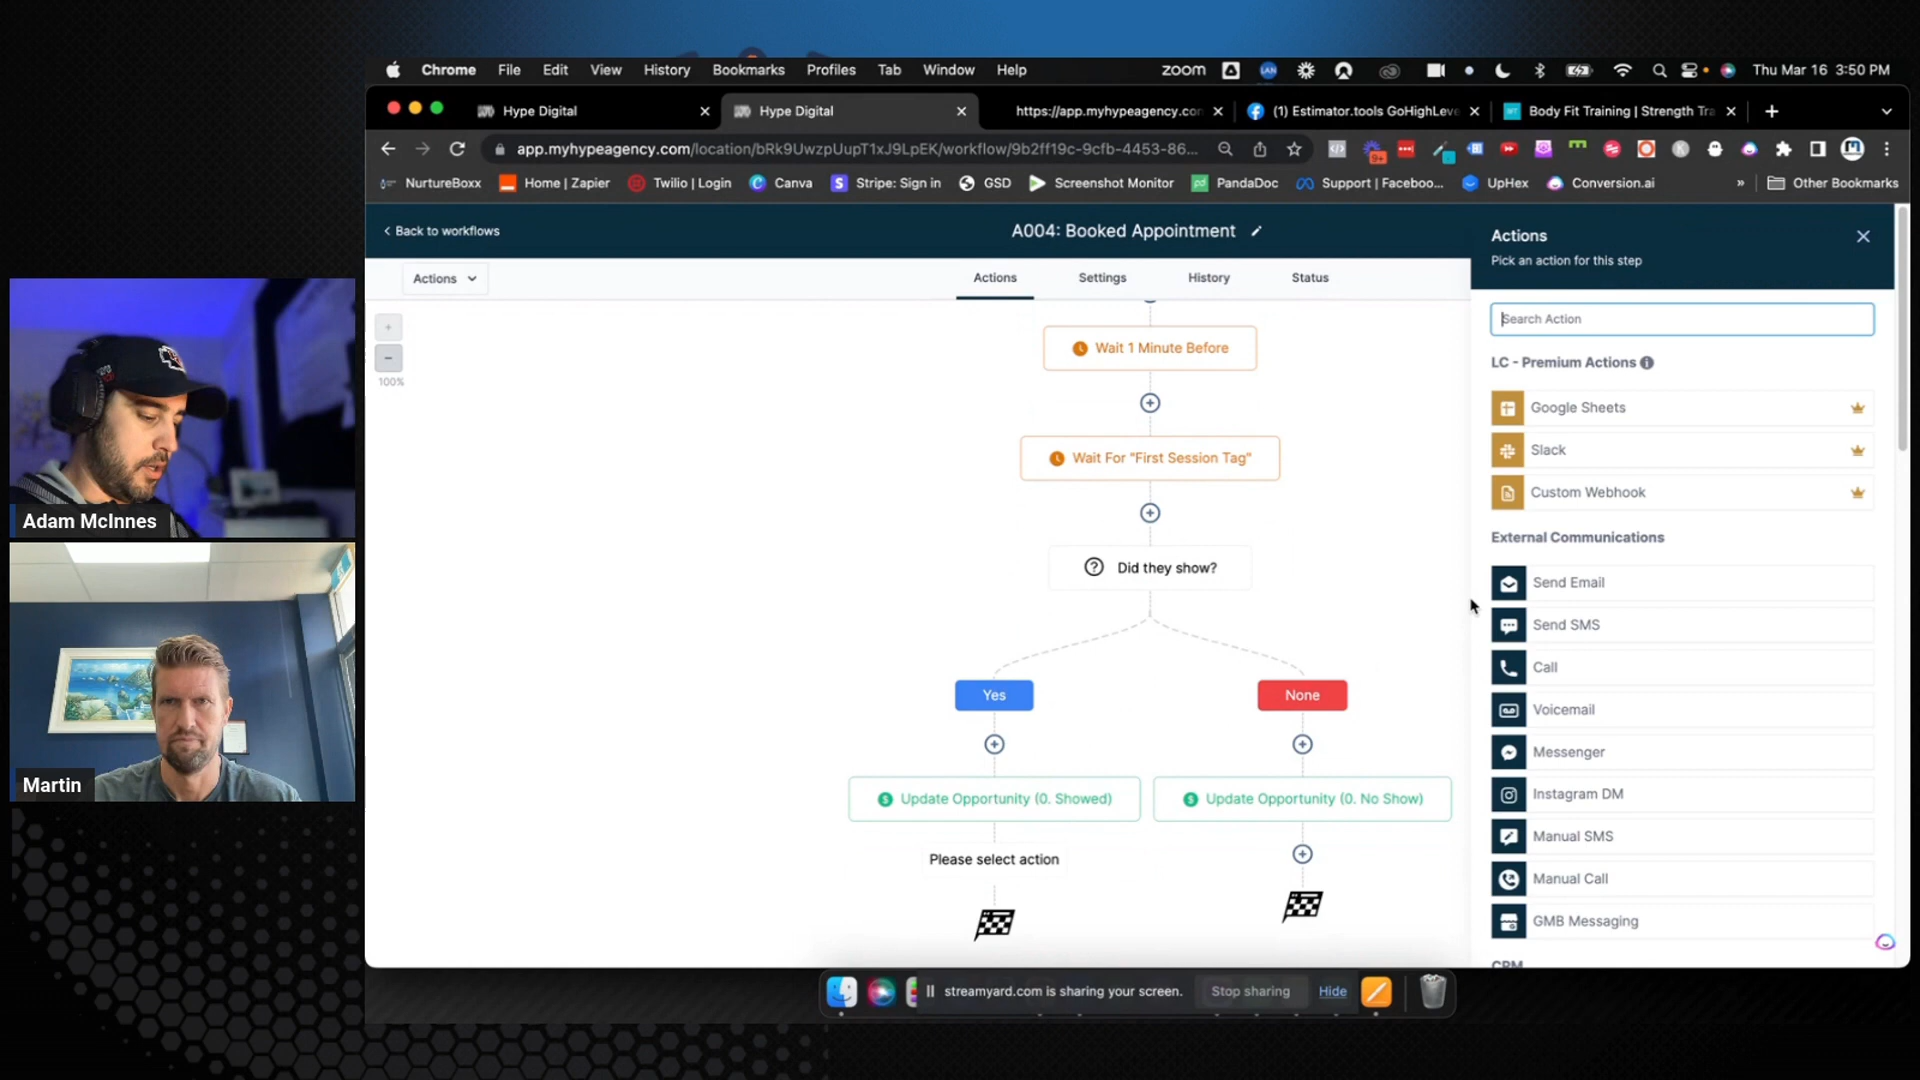 Chrome File Edit View History Bookmarks Profiles Tab Window Help
zoom LAN Thu Mar 16 3:50 PM
Hype Digital
Hype Digital
https://app.myhypeagency.con
(1) Estimator.tools GoHighLeve
Body Fit Training | Strength Tra
app.myhypeagency.com/location/bRk9UwzpUupT1xJ9LpEK/workflow/9b2ff19c-9cfb-4453-86...
9+
NurtureBoxx Home | Zapier Twilio | Login Canva Stripe: Sign in GSD Screenshot Monitor PandaDoc Support | Faceboo... UpHex Conversion.ai » Other Bookmarks
Back to workflows
A004: Booked Appointment
Actions
Actions Settings History Status
100%
Wait 1 Minute Before
Wait For "First Session Tag"
Did they show?
Yes
None
Update Opportunity (0. Showed)
Update Opportunity (0. No Show)
Please select action
Actions
Pick an action for this step
Search Action
LC - Premium Actions
Google Sheets
Slack
Custom Webhook
External Communications
Send Email
Send SMS
Call
Voicemail
Messenger
Instagram DM
Manual SMS
Manual Call
GMB Messaging
CRM
Adam McInnes
Martin
streamyard.com is sharing your screen. Stop sharing Hide